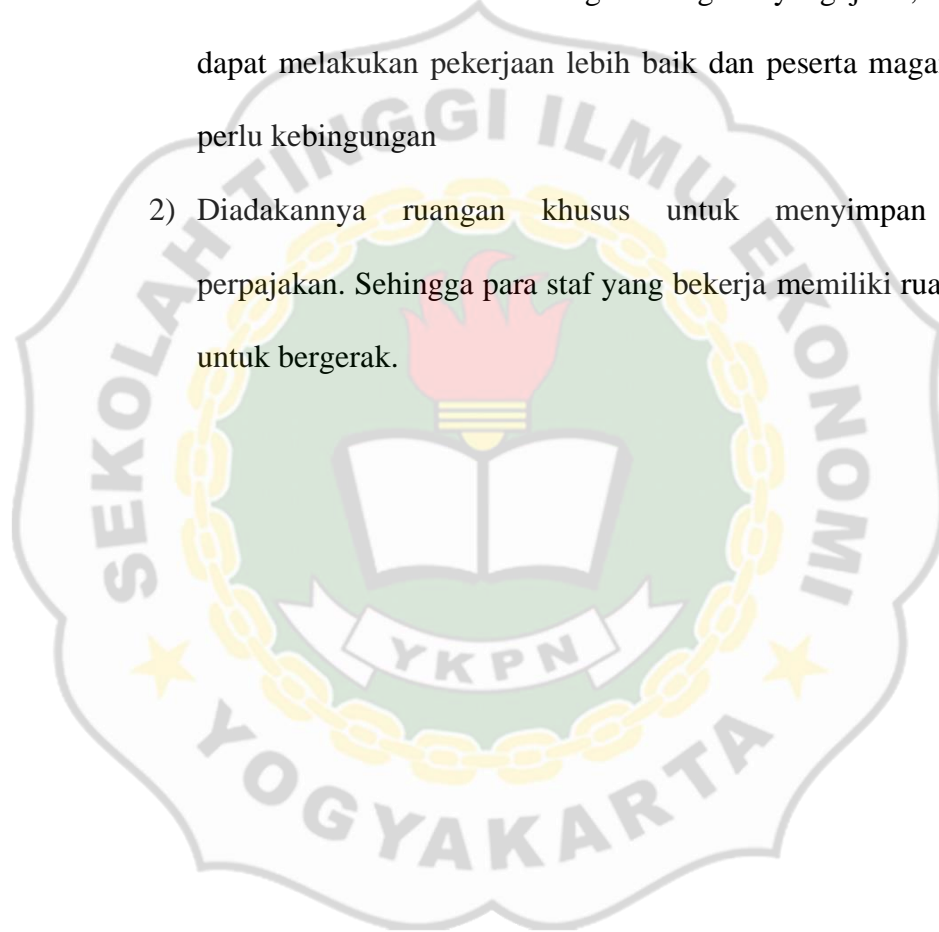 dapat melakukan pekerjaan lebih baik dan peserta maga
perlu kebingungan
2) Diadakannya ruangan khusus untuk menyimpan
perpajakan. Sehingga para staf yang bekerja memiliki rua
untuk bergerak.
SEKOLAH TINGGI ILMU EKONOMI
YKPN
YOGYAKARTA